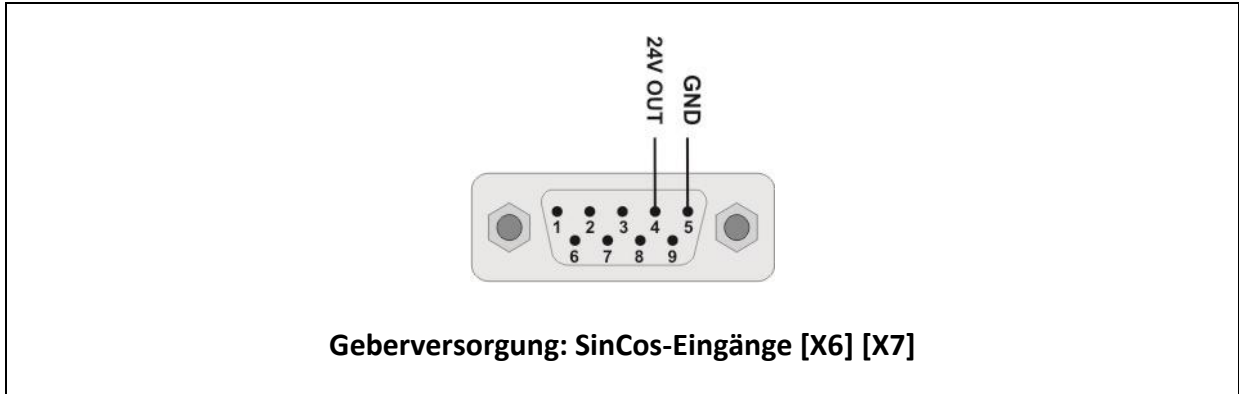 24V OUT
GND
1 2 3 4 5
6 7 8 9
Geberversorgung: SinCos-Eingänge [X6] [X7]